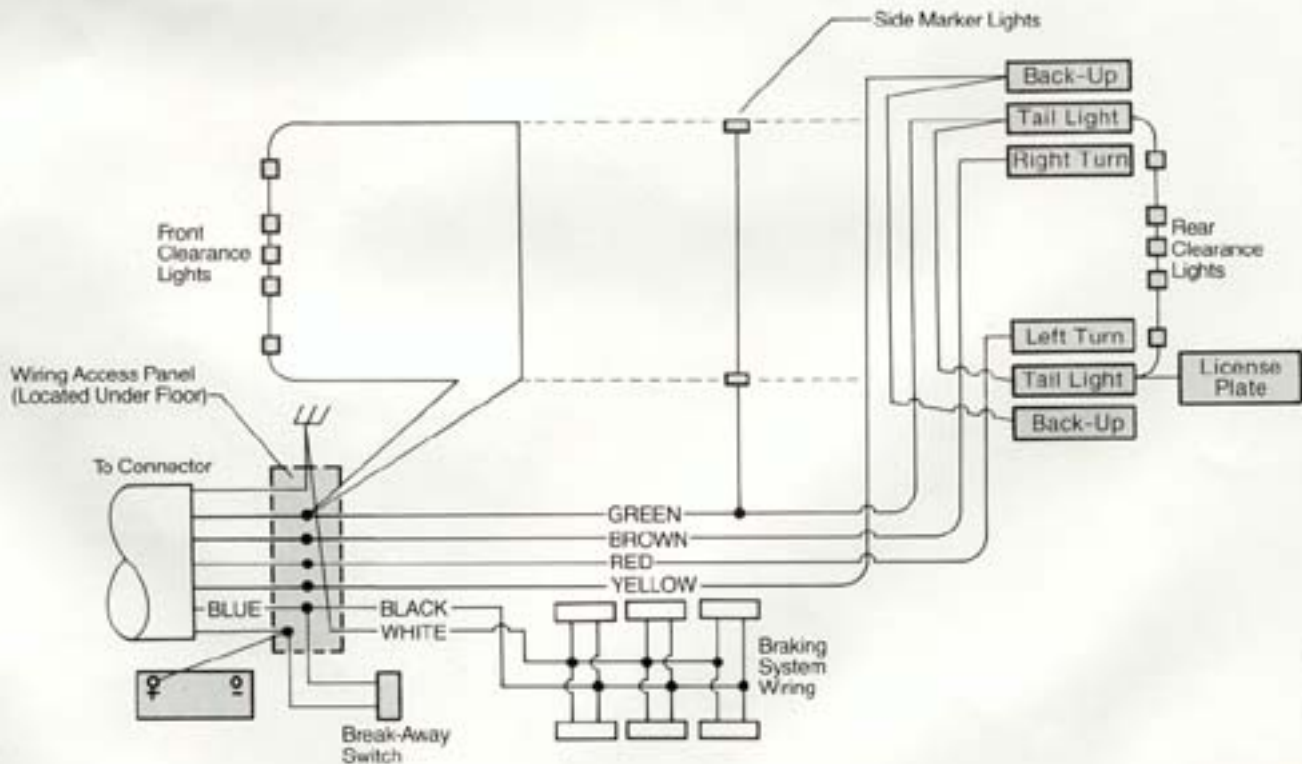 Side Marker Lights
Back-Up
Tail Light
Right Turn
Front
Clearance
Lights
Rear
Clearance
Lights
Left Turn
Tail Light
License
Plate
Back-Up
Wiring Access Panel
(Located Under Floor)
To Connector
GREEN
BROWN
RED
YELLOW
BLUE
BLACK
WHITE
Braking
System
Wiring
+
-
Break-Away
Switch